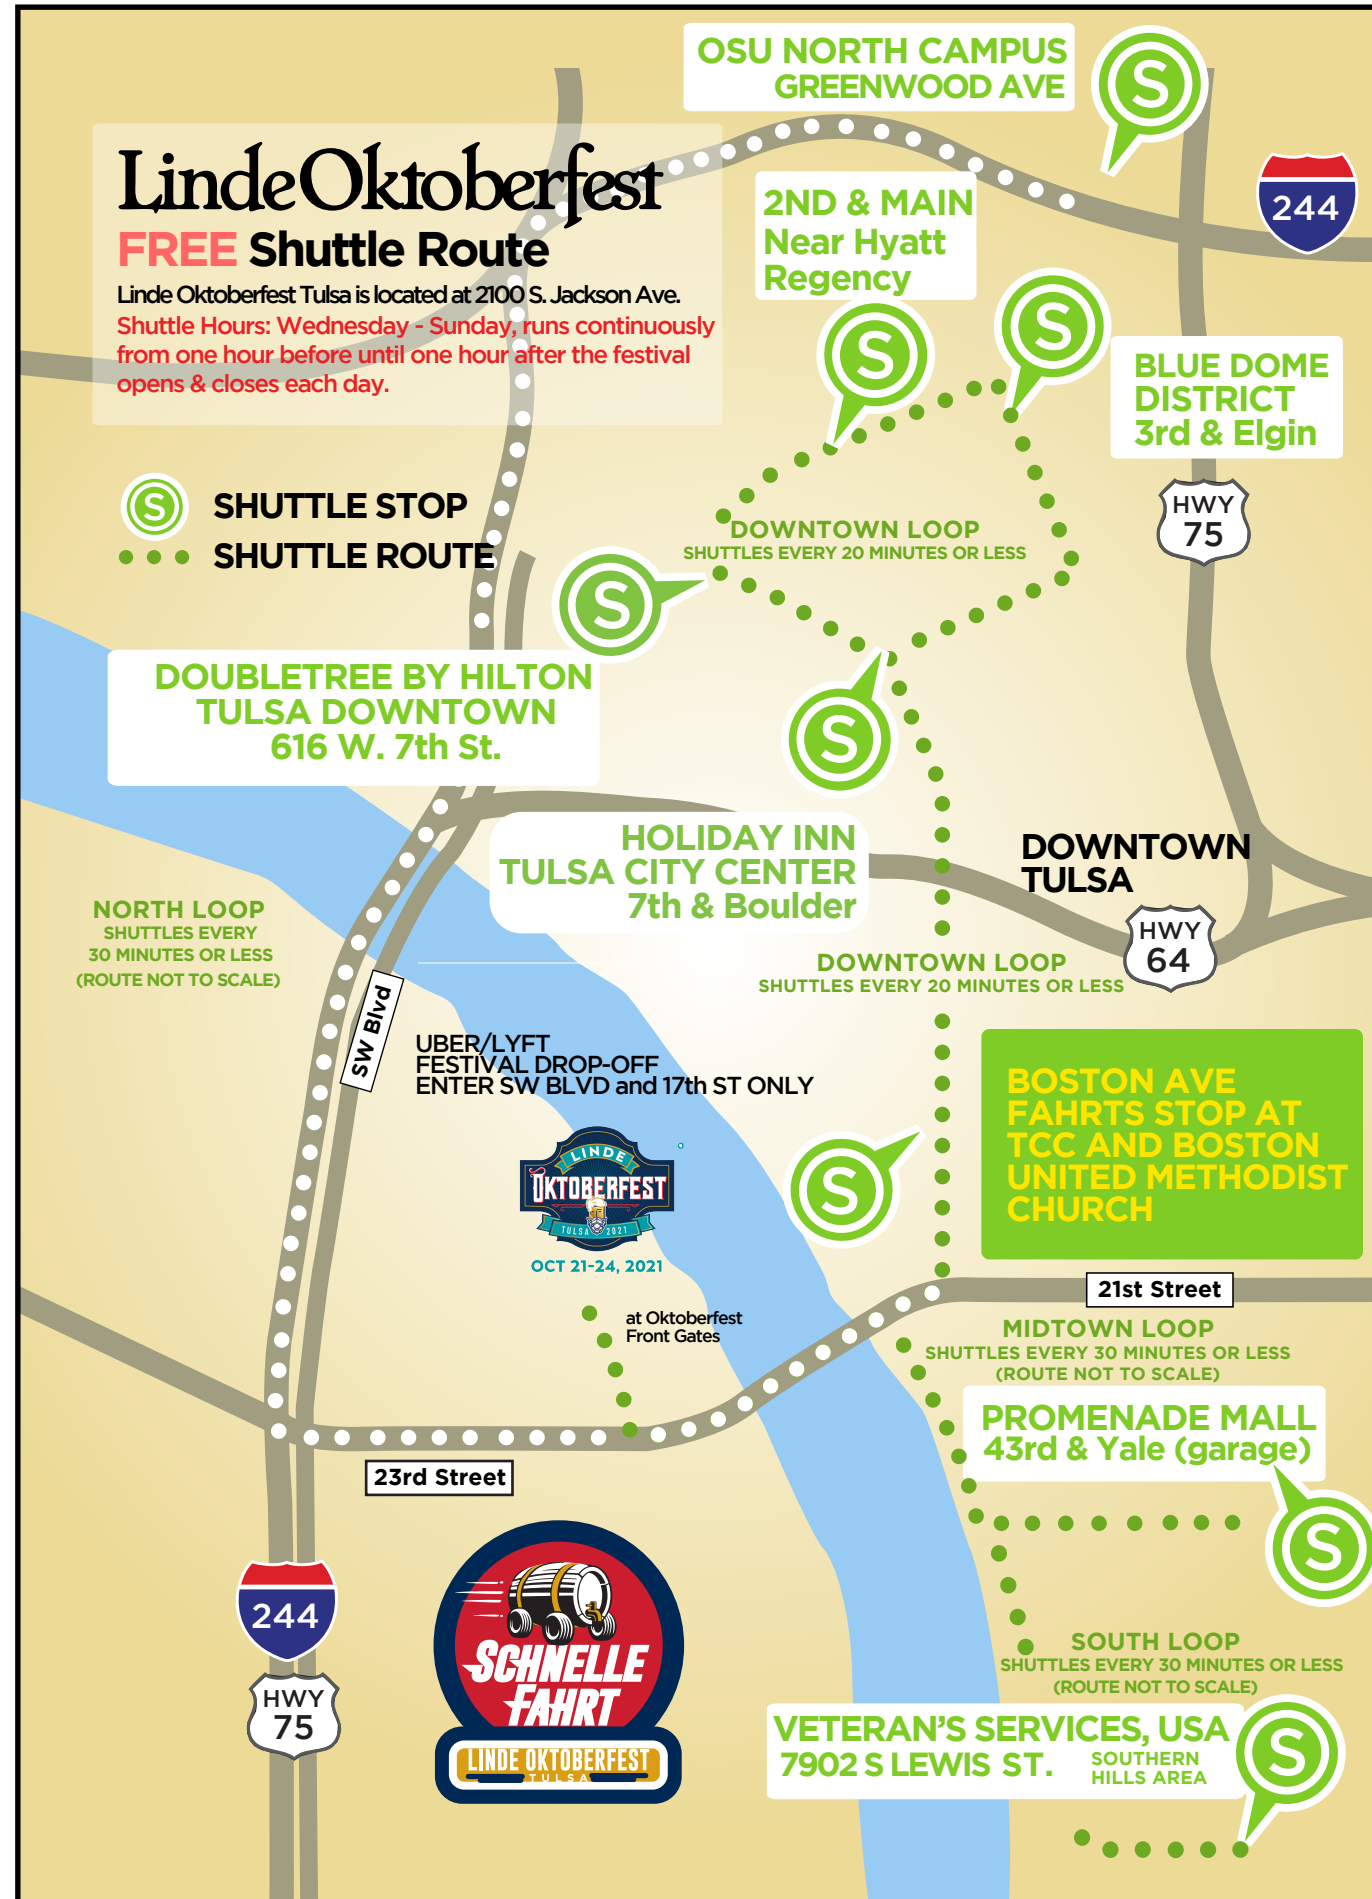 OSU NORTH CAMPUS
GREENWOOD AVE
S
Linde Oktoberfest
FREE Shuttle Route
Linde Oktoberfest Tulsa is located at 2100 S. Jackson Ave.
Shuttle Hours: Wednesday - Sunday, runs continuously
from one hour before until one hour after the festival
opens & closes each day.
244
2ND & MAIN
Near Hyatt
Regency
S
S
BLUE DOME
DISTRICT
3rd & Elgin
S
SHUTTLE STOP
SHUTTLE ROUTE
HWY
75
DOWNTOWN LOOP
SHUTTLES EVERY 20 MINUTES OR LESS
S
DOUBLETREE BY HILTON
TULSA DOWNTOWN
616 W. 7th St.
S
HOLIDAY INN
TULSA CITY CENTER
7th & Boulder
DOWNTOWN
TULSA
HWY
64
NORTH LOOP
SHUTTLES EVERY
30 MINUTES OR LESS
(ROUTE NOT TO SCALE)
DOWNTOWN LOOP
SHUTTLES EVERY 20 MINUTES OR LESS
SW Blvd
UBER/LYFT
FESTIVAL DROP-OFF
ENTER SW BLVD and 17th ST ONLY
BOSTON AVE
FAHRTS STOP AT
TCC AND BOSTON
UNITED METHODIST
CHURCH
S
LINDE
OKTOBERFEST
TULSA 2021
OCT 21-24, 2021
21st Street
at Oktoberfest
Front Gates
MIDTOWN LOOP
SHUTTLES EVERY 30 MINUTES OR LESS
(ROUTE NOT TO SCALE)
PROMENADE MALL
43rd & Yale (garage)
23rd Street
S
244
HWY
75
SCHNELLE
FAHRT
LINDE OKTOBERFEST
TULSA
SOUTH LOOP
SHUTTLES EVERY 30 MINUTES OR LESS
(ROUTE NOT TO SCALE)
VETERAN'S SERVICES, USA
7902 S LEWIS ST.
SOUTHERN
HILLS AREA
S